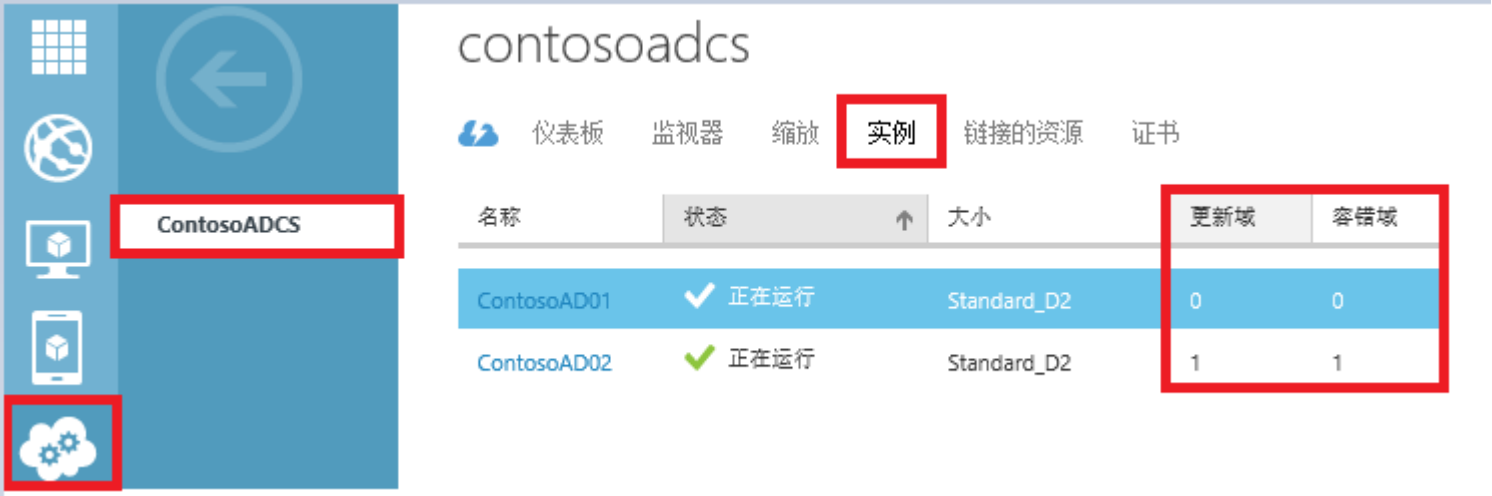 contosoadcs
仪表板 监视器 缩放 实例 链接的资源 证书
ContosoADCS
名称 状态 大小 更新域 容错域
ContosoAD01 正在运行 Standard_D2 0 0
ContosoAD02 正在运行 Standard_D2 1 1